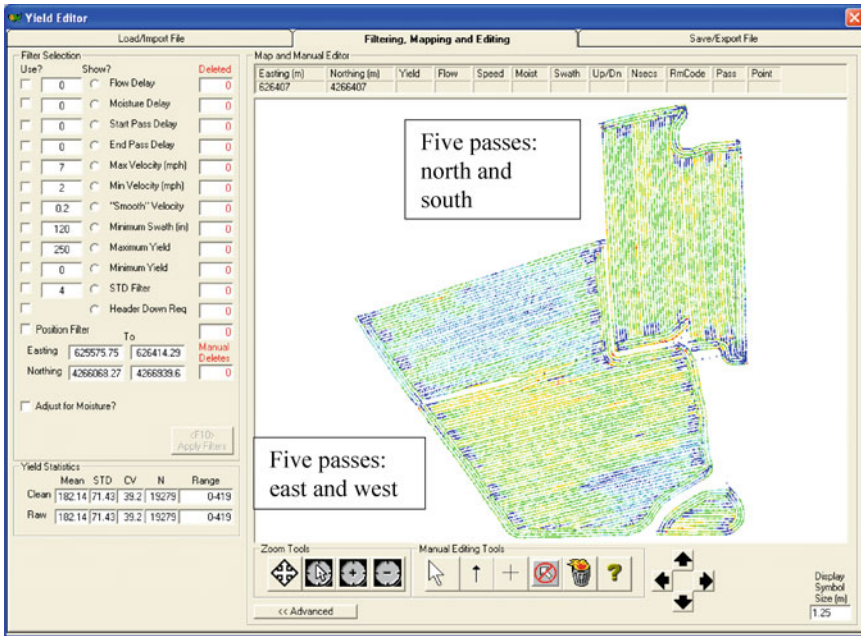 Yield Editor
Load/Import File
Filtering, Mapping and Editing
Save/Export File
Filter Selection
Use? Show? Deleted
0 Flow Delay 0
0 Moisture Delay 0
0 Start Pass Delay 0
0 End Pass Delay 0
7 Max Velocity (mph) 0
2 Min Velocity (mph) 0
0.2 "Smooth" Velocity 0
120 Minimum Swath (in) 0
250 Maximum Yield 0
0 Minimum Yield 0
4 STD Filter 0
Header Down Req 0
Position Filter 0
To
Manual Deletes
Easting 625575.75 626414.29
Northing 4266068.27 4266939.6 0
Adjust for Moisture?
<F10>
Apply Filters
Yield Statistics
Mean STD CV N Range
Clean 182.14 71.43 39.2 19279 0-419
Raw 182.14 71.43 39.2 19279 0-419
Map and Manual Editor
Easting (m) Northing (m) Yield Flow Speed Moist Swath Up/Dn Nsecs RmCode Pass Point
626407 4266407
Five passes:
north and
south
Five passes:
east and west
Zoom Tools
Manual Editing Tools
?
<< Advanced
Display
Symbol
Size (m)
1.25